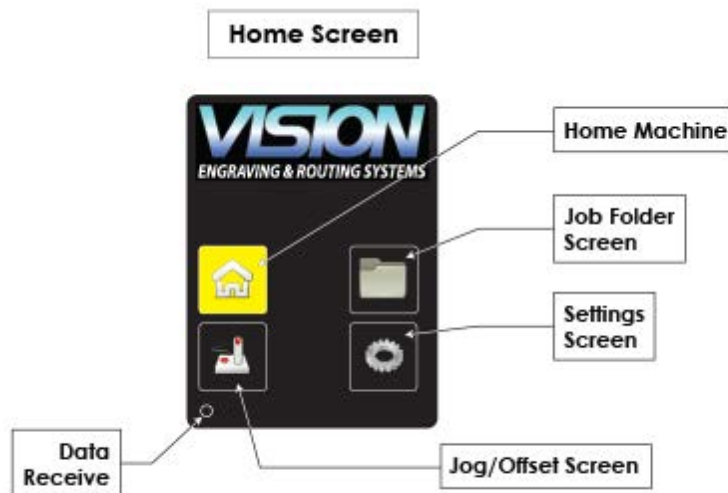 Home Screen
VISION
ENGRAVING & ROUTING SYSTEMS
Home Machine
Job Folder
Screen
Settings
Screen
Data
Receive
Jog/Offset Screen